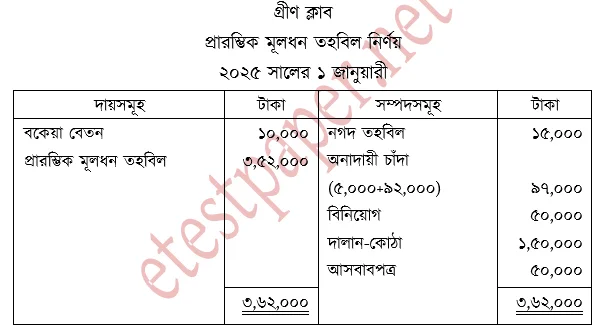 গ্রীণ ক্লাব
প্রারম্ভিক মূলধন তহবিল নির্ণয়
২০২৫ সালের ১ জানুয়ারী
দায়সমূহ টাকা সম্পদসমূহ টাকা
বকেয়া বেতন ১০,০০০ নগদ তহবিল ১৫,০০০
প্রারম্ভিক মূলধন তহবিল ৩,৫২,০০০ অনাদায়ী চাঁদা
(৫,০০০+৯২,০০০) ৯৭,০০০
বিনিয়োগ ৫০,০০০
দালান-কোঠা ১,৫০,০০০
আসবাবপত্র ৫০,০০০
৩,৬২,০০০ ৩,৬২,০০০
etestpaper.net